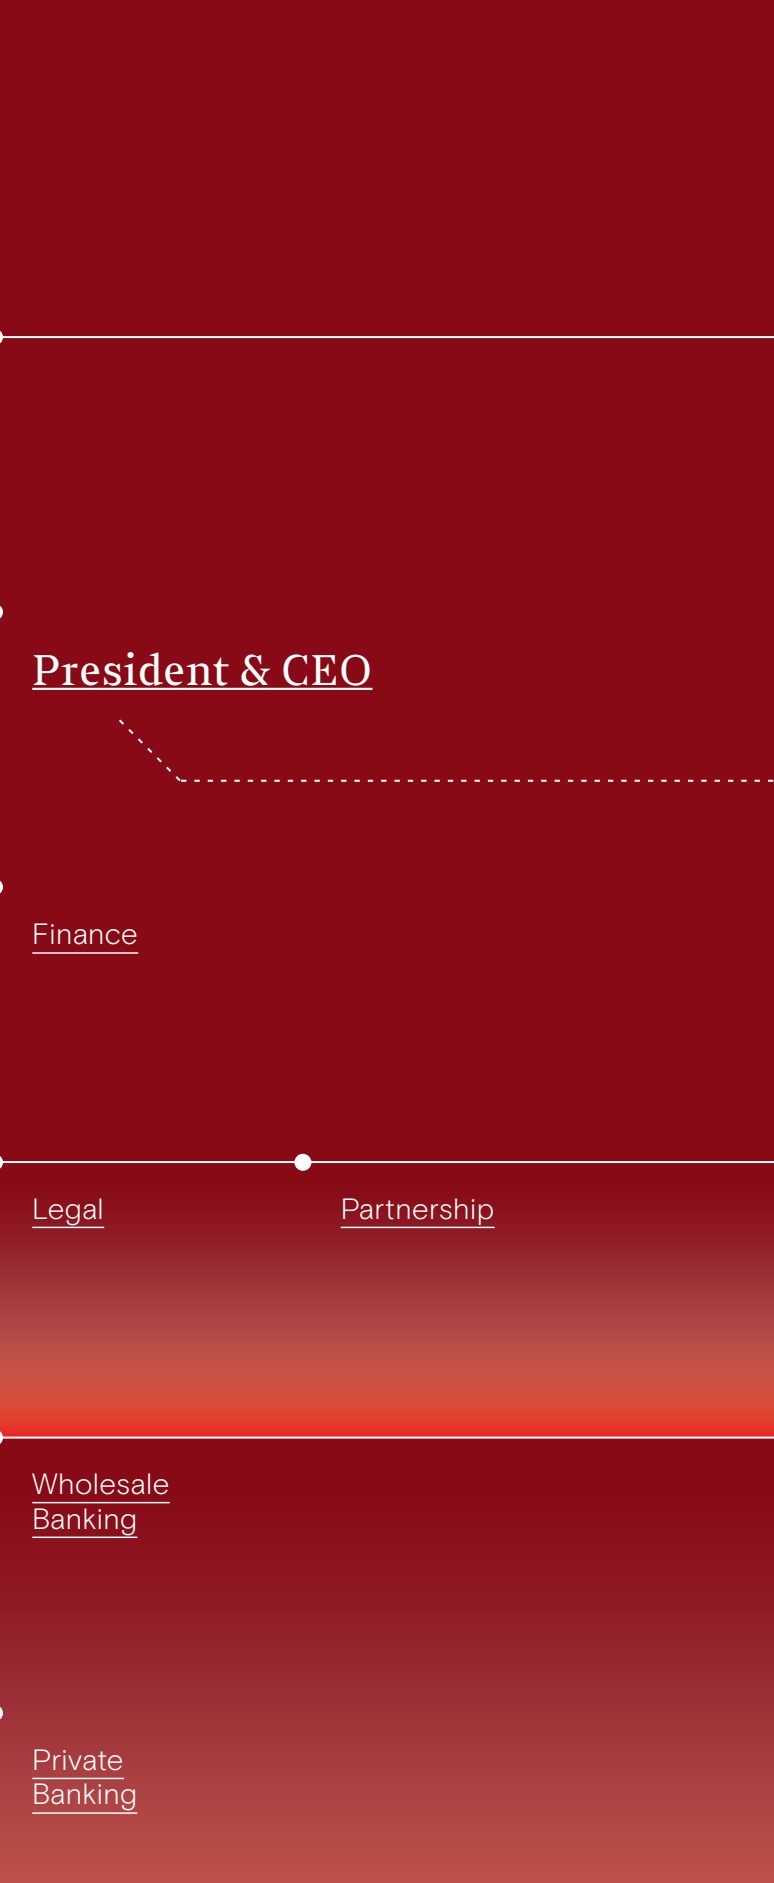 President & CEO
Finance
Legal
Partnership
Wholesale
Banking
Private
Banking